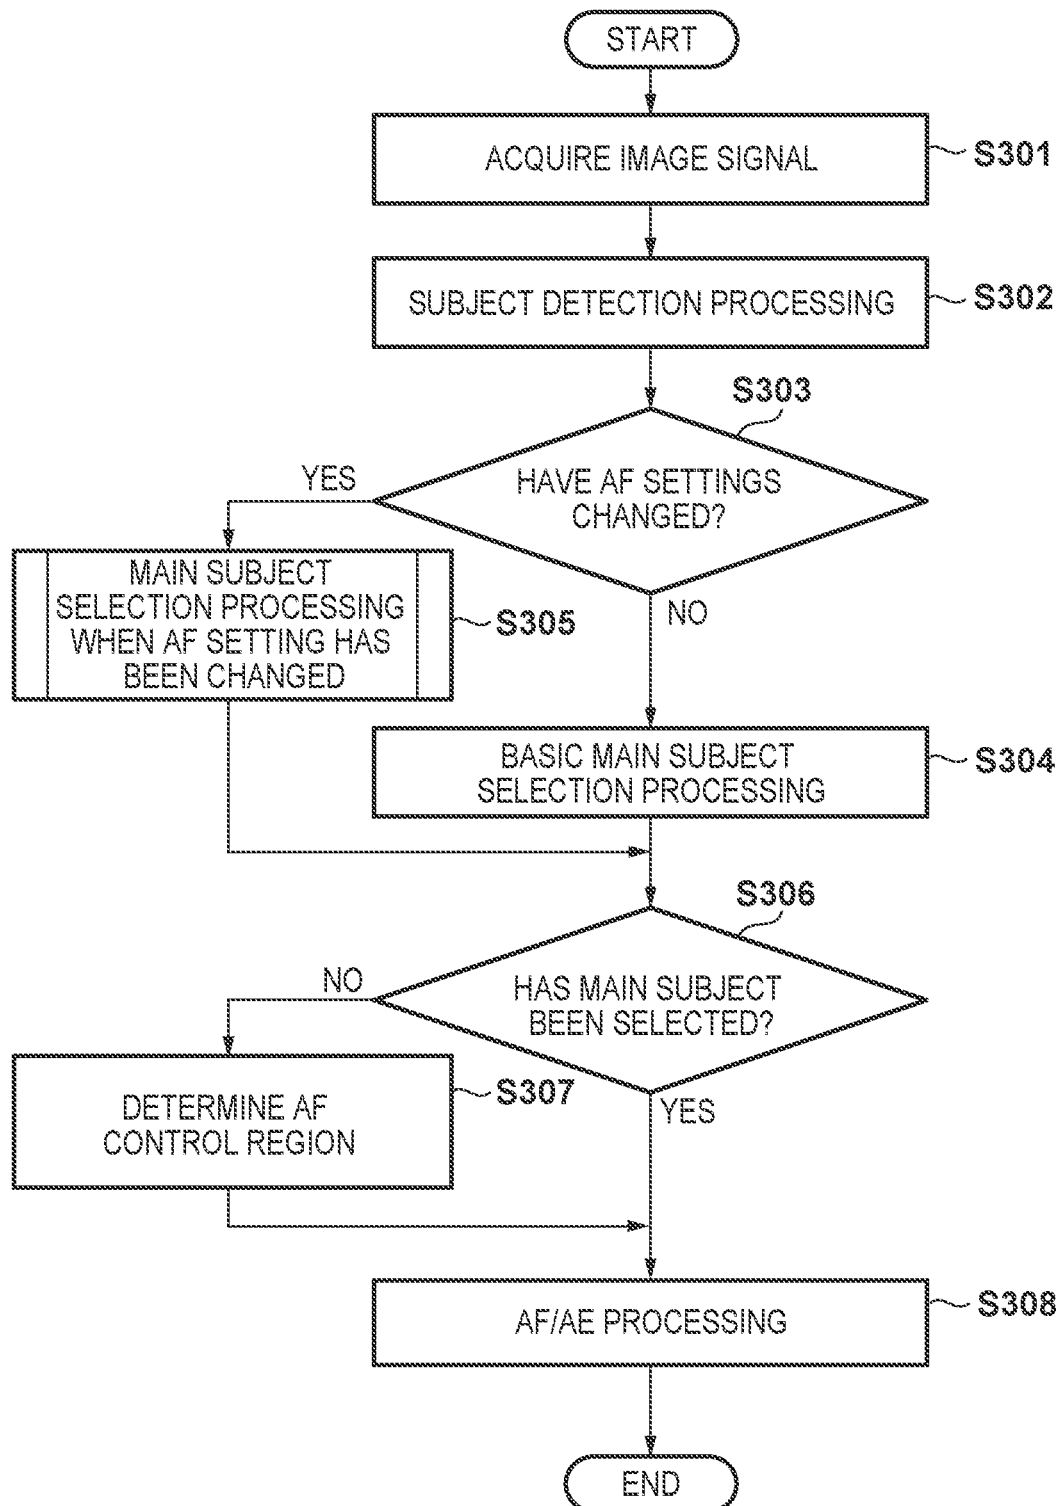 START
ACQUIRE IMAGE SIGNAL
S301
SUBJECT DETECTION PROCESSING
S302
S303
HAVE AF SETTINGS
CHANGED?
YES
NO
MAIN SUBJECT
SELECTION PROCESSING
WHEN AF SETTING HAS
BEEN CHANGED
S305
BASIC MAIN SUBJECT
SELECTION PROCESSING
S304
S306
HAS MAIN SUBJECT
BEEN SELECTED?
NO
YES
DETERMINE AF
CONTROL REGION
S307
AF/AE PROCESSING
S308
END